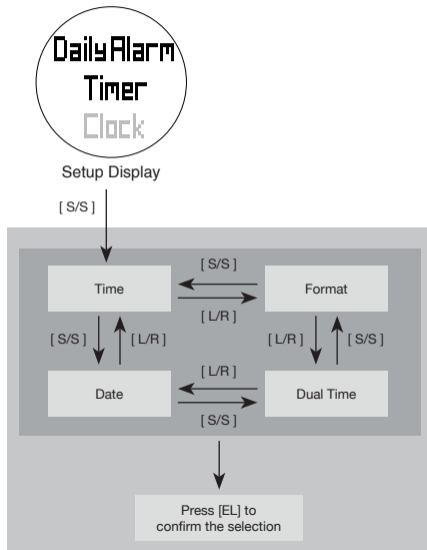 Daily Alarm
Timer
Clock
Setup Display
[ S/S ]
[ S/S ]
Time
Format
[ L/R ]
[ S/S ]
[ L/R ]
[ L/R ]
[ S/S ]
[ L/R ]
Date
Dual Time
[ S/S ]
Press [EL] to
confirm the selection